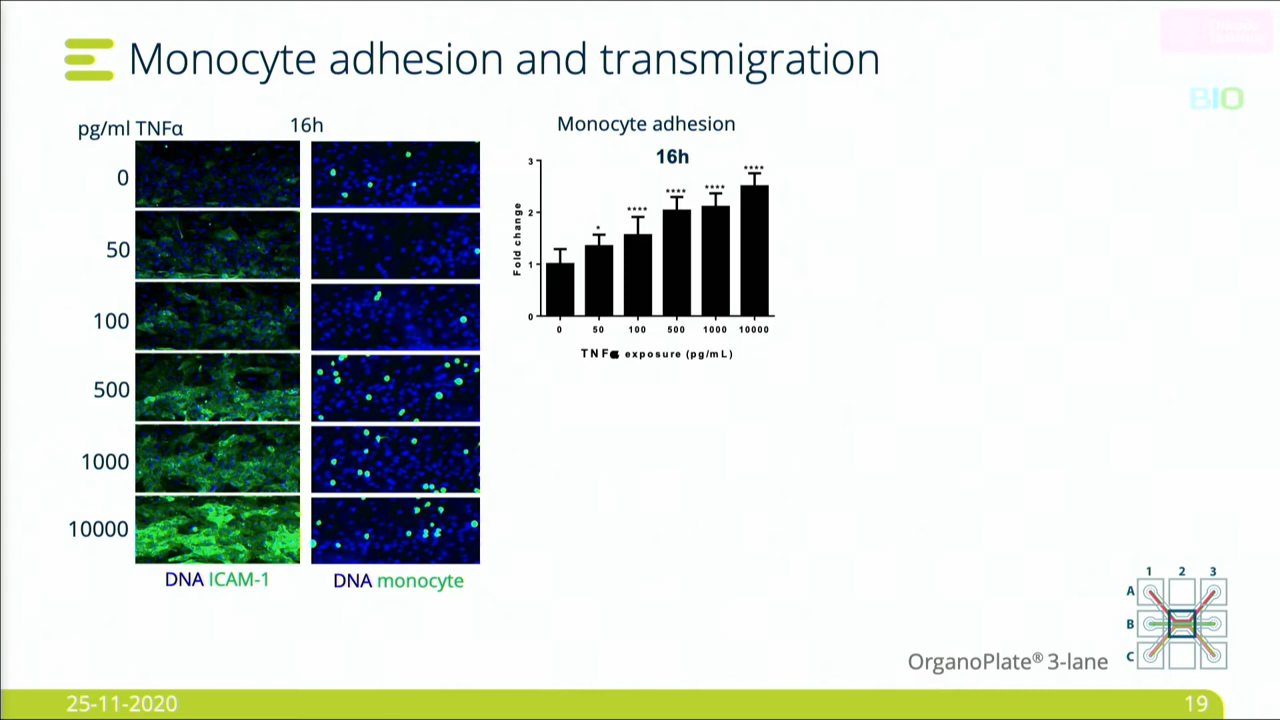 Monocyte adhesion and transmigration
BIO
pg/ml TNFα
16h
0
50
100
500
1000
10000
DNA ICAM-1
DNA monocyte
Monocyte adhesion
16h
Fold change
3
2
1
0
*
****
****
****
****
0 50 100 500 1000 10000
TNFα exposure (pg/mL)
1 2 3
A
B
C
OrganoPlate® 3-lane
25-11-2020
19